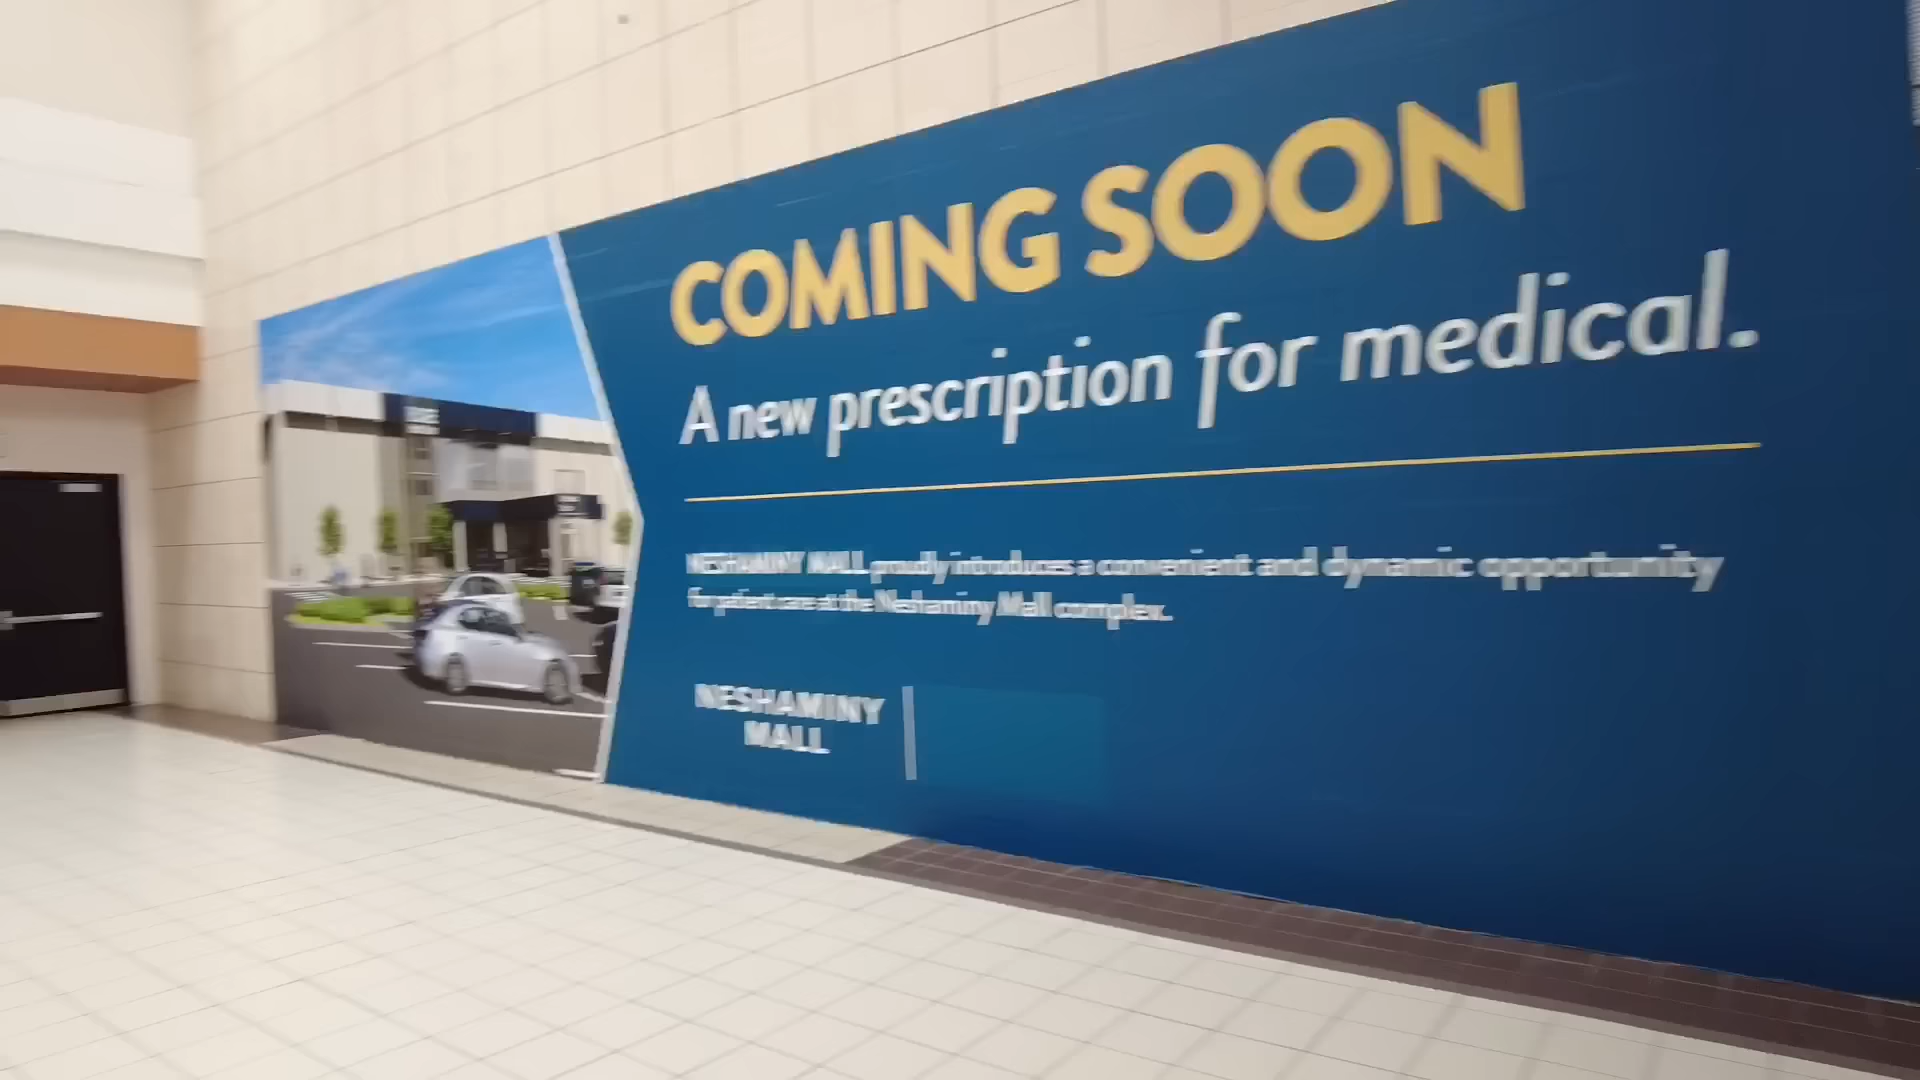 COMING SOON
A new prescription for medical.
NESHAMINY MALL proudly introduces a convenient and dynamic opportunity
for patient care at the Neshaminy Mall complex.
NESHAMINY
MALL